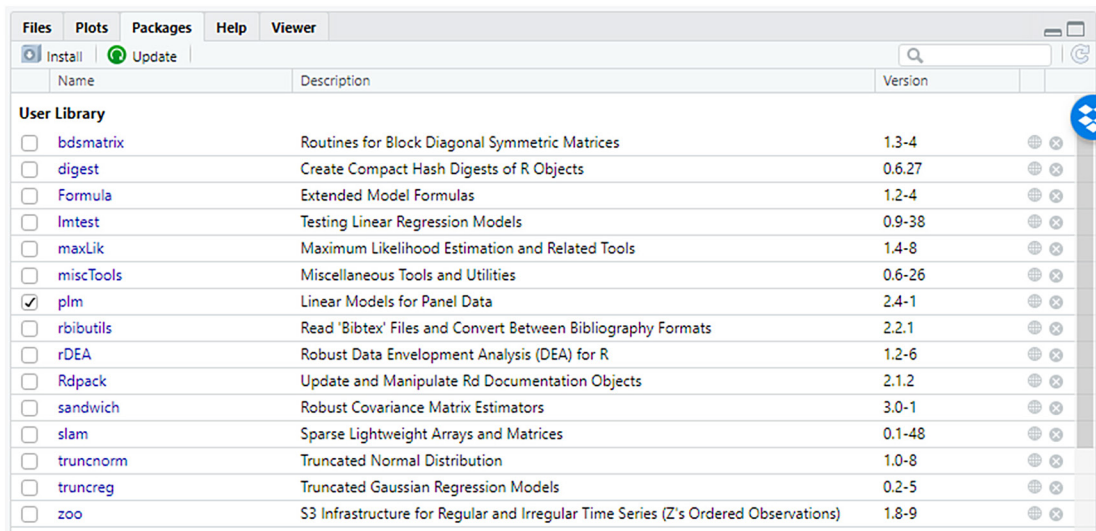 Files Plots Packages Help Viewer
Install Update
Name Description Version
User Library
bdsmatrix Routines for Block Diagonal Symmetric Matrices 1.3-4
digest Create Compact Hash Digests of R Objects 0.6.27
Formula Extended Model Formulas 1.2-4
lmtest Testing Linear Regression Models 0.9-38
maxLik Maximum Likelihood Estimation and Related Tools 1.4-8
miscTools Miscellaneous Tools and Utilities 0.6-26
plm Linear Models for Panel Data 2.4-1
rbibutils Read 'Bibtex' Files and Convert Between Bibliography Formats 2.2.1
rDEA Robust Data Envelopment Analysis (DEA) for R 1.2-6
Rdpack Update and Manipulate Rd Documentation Objects 2.1.2
sandwich Robust Covariance Matrix Estimators 3.0-1
slam Sparse Lightweight Arrays and Matrices 0.1-48
truncnorm Truncated Normal Distribution 1.0-8
truncreg Truncated Gaussian Regression Models 0.2-5
zoo S3 Infrastructure for Regular and Irregular Time Series (Z's Ordered Observations) 1.8-9